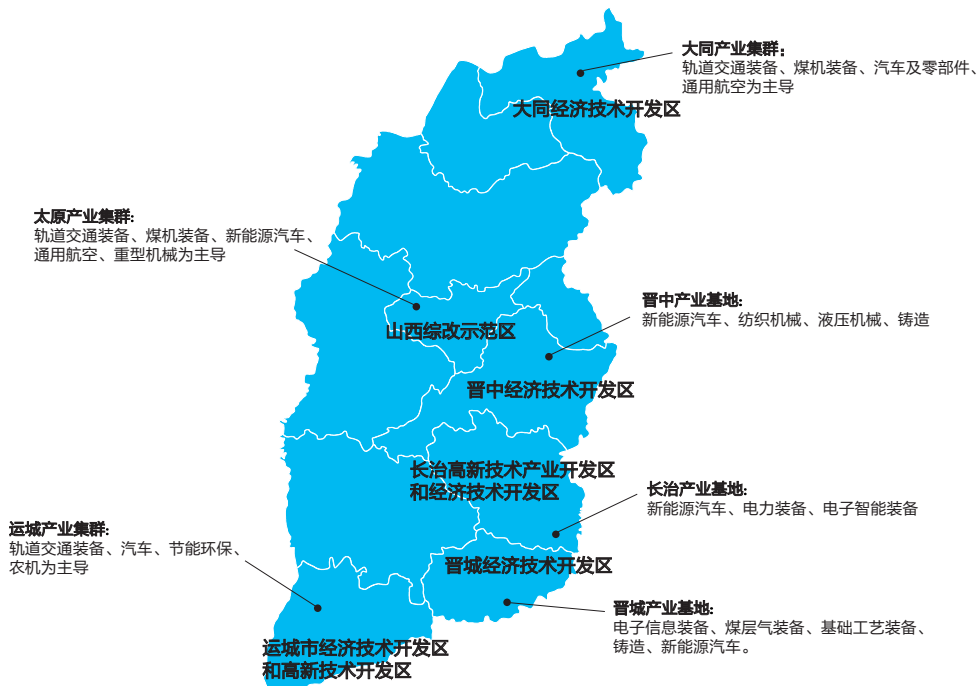 大同产业集群:
轨道交通装备、煤机装备、汽车及零部件、
通用航空为主导
大同经济技术开发区
太原产业集群:
轨道交通装备、煤机装备、新能源汽车、
通用航空、重型机械为主导
山西综改示范区
晋中产业基地:
新能源汽车、纺织机械、液压机械、铸造
晋中经济技术开发区
长治高新技术产业开发区
和经济技术开发区
长治产业基地:
新能源汽车、电力装备、电子智能装备
运城产业集群:
轨道交通装备、汽车、节能环保、
农机为主导
晋城经济技术开发区
晋城产业基地:
电子信息装备、煤层气装备、基础工艺装备、
铸造、新能源汽车。
运城市经济技术开发区
和高新技术开发区